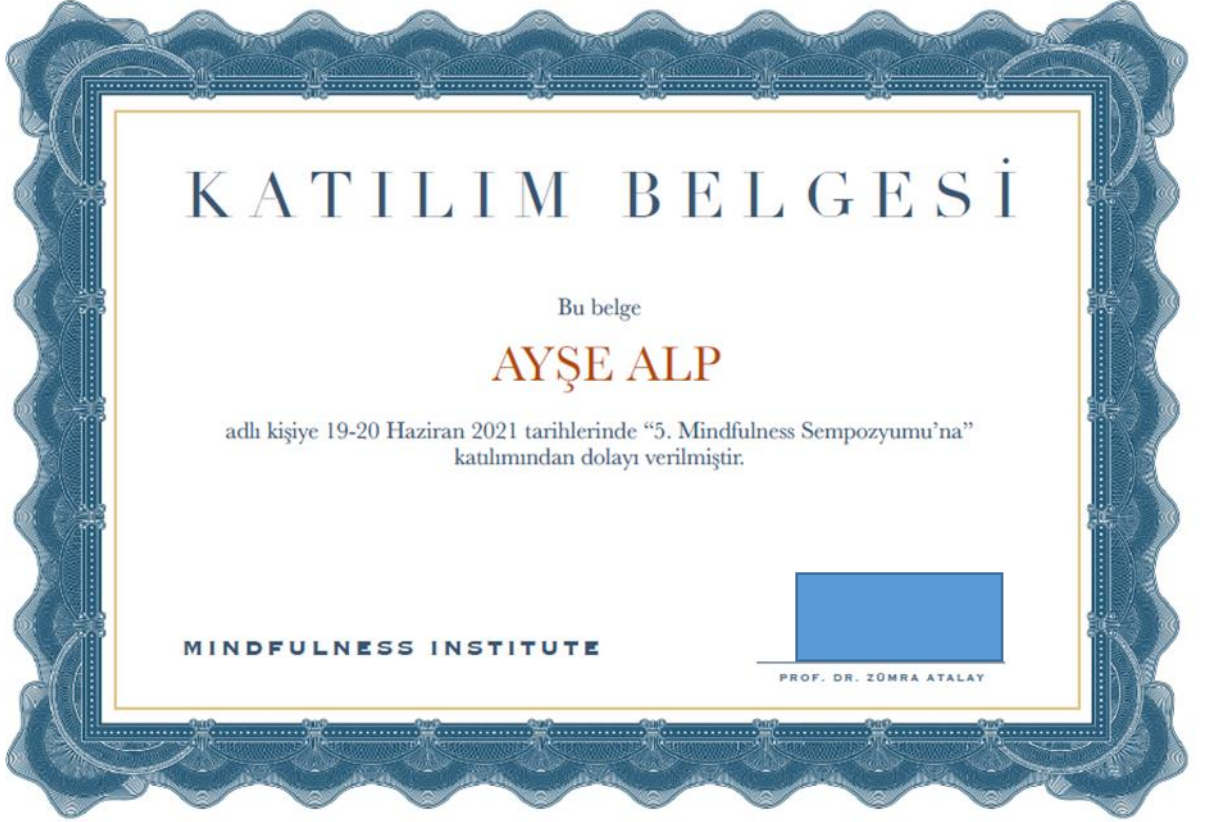 KATILIM BELGESİ
Bu belge
AYŞE ALP
adlı kişiye 19-20 Haziran 2021 tarihlerinde “5. Mindfulness Sempozyumu’na”
katılımından dolayı verilmiştir.
MINDFULNESS INSTITUTE
PROF. DR. ZÜMRA ATALAY